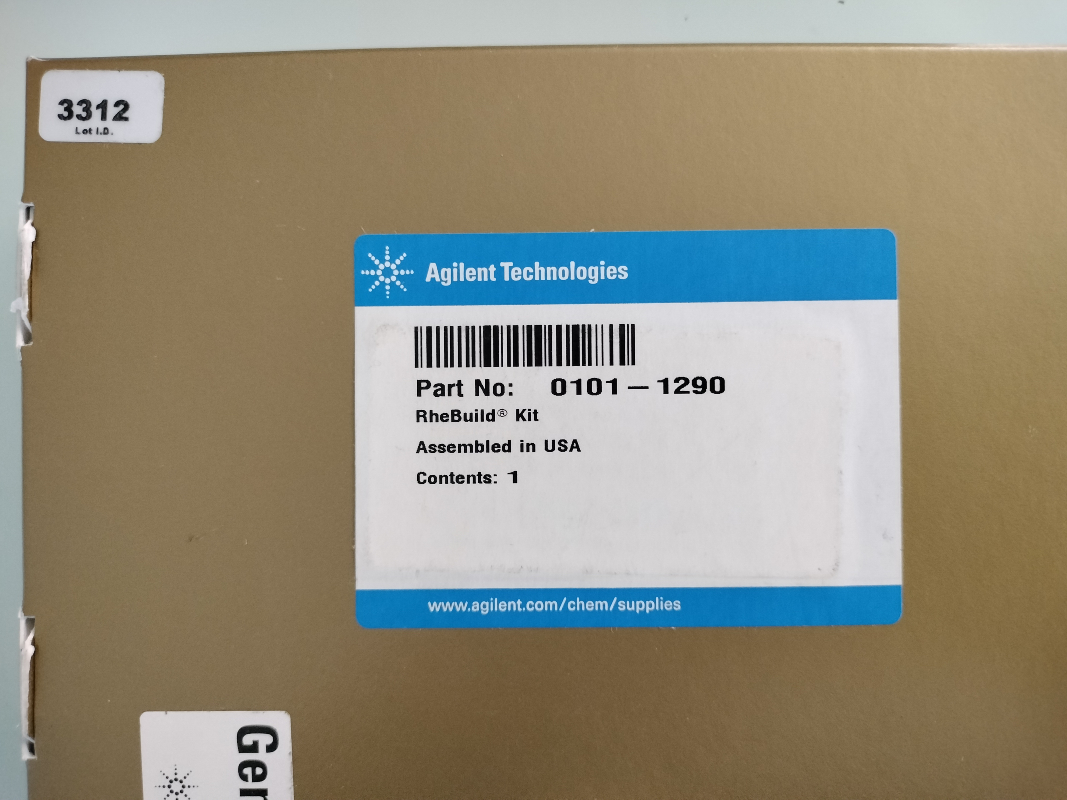 3312
Lot I.D.
Agilent Technologies
Part No: 0101 – 1290
RheBuild® Kit
Assembled in USA
Contents: 1
www.agilent.com/chem/supplies